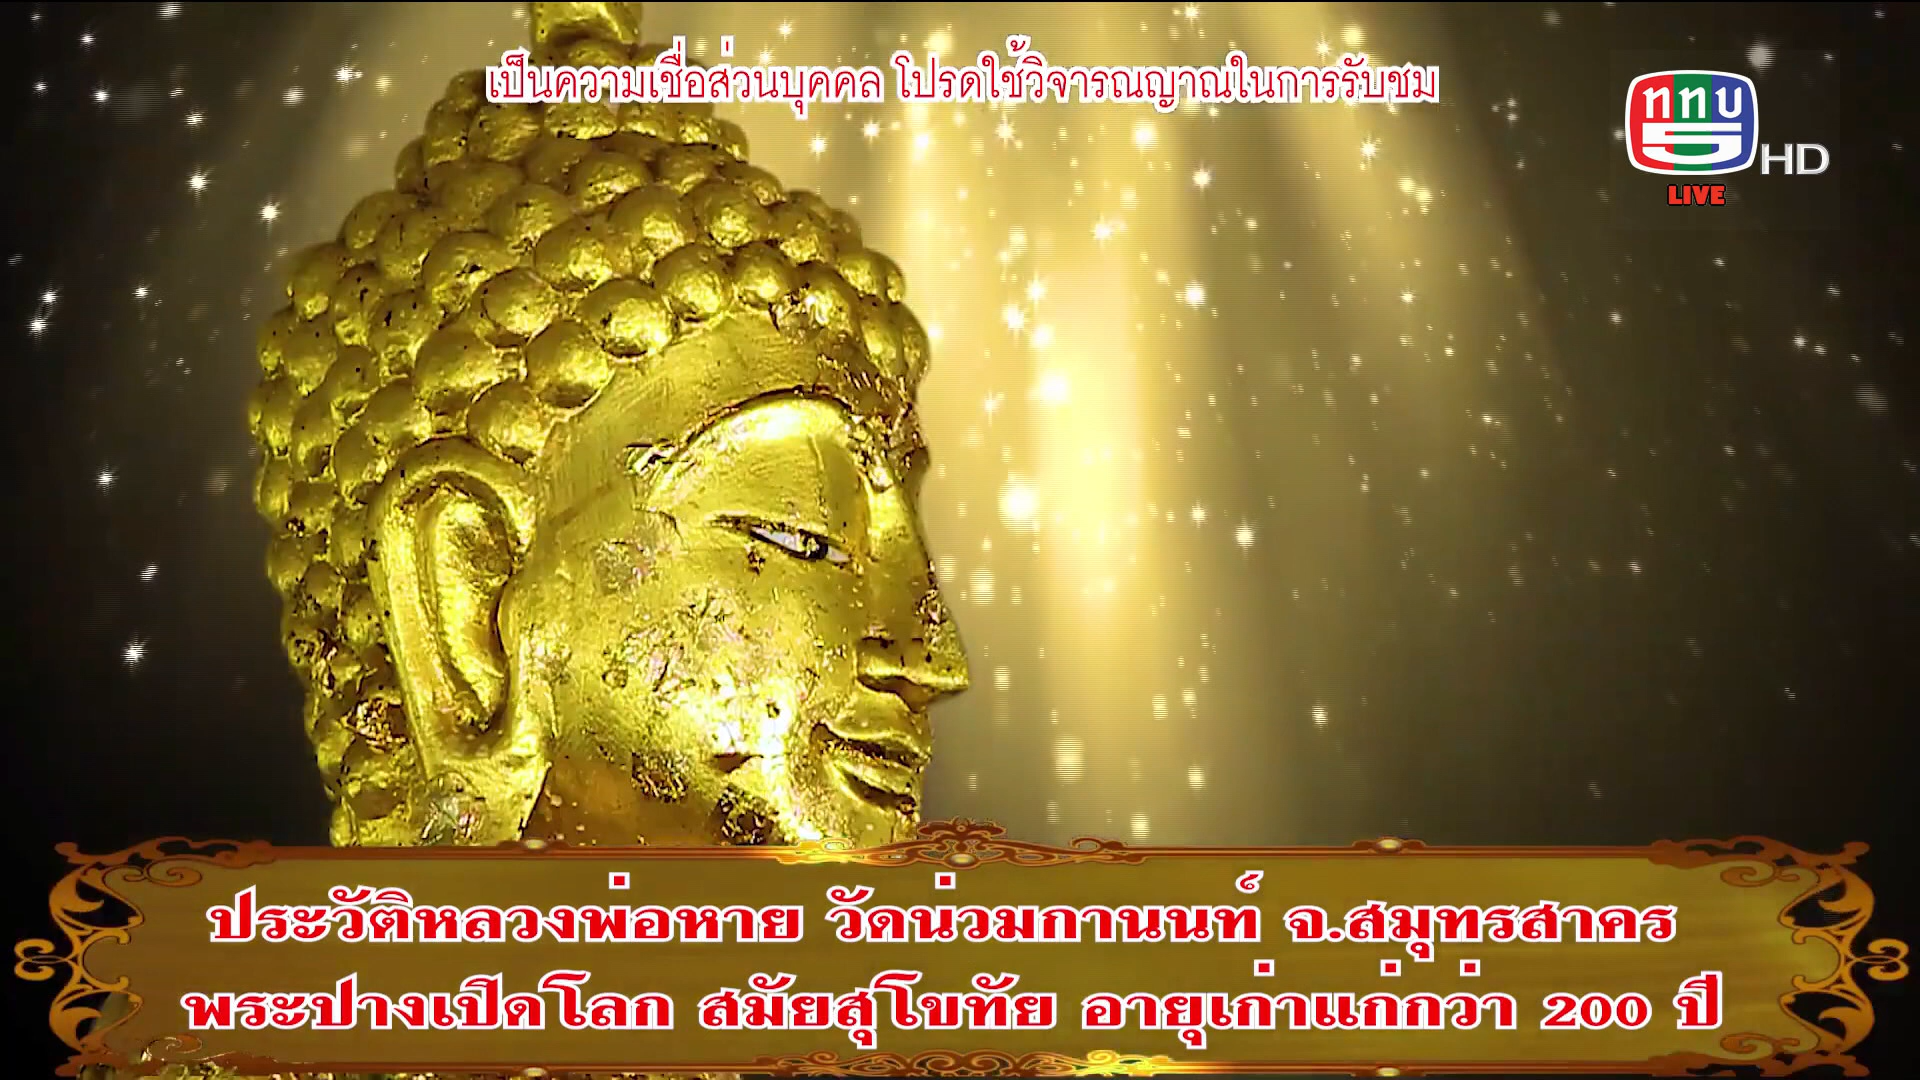 เป็นความเชื่อส่วนบุคคล โปรดใช้วิจารณญาณในการรับชม
ททบ
5
HD
LIVE
ประวัติหลวงพ่อหาย วัดน่วมกานนท์ จ.สมุทรสาคร
พระปางเปิดโลก สมัยสุโขทัย อายุเก่าแก่กว่า 200 ปี